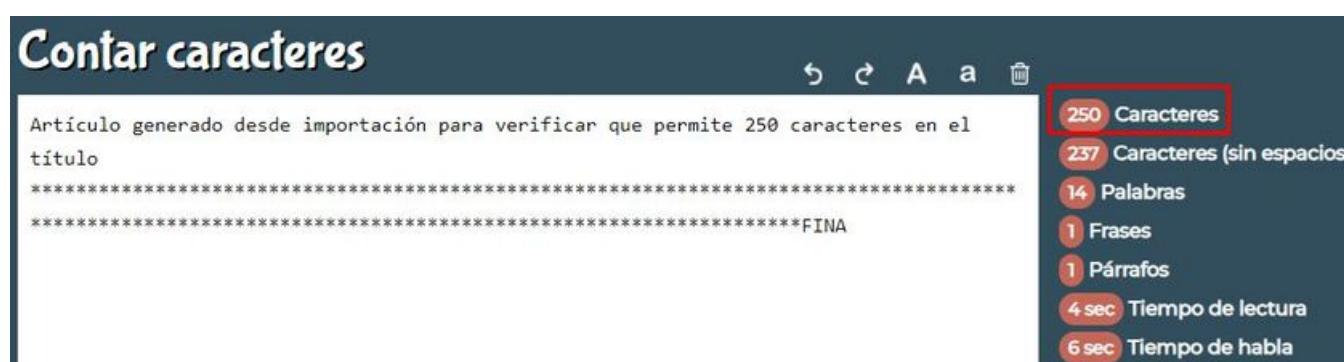 Contar caracteres
A a
Artículo generado desde importación para verificar que permite 250 caracteres en el
título
***************************************************************************************
********************************************************************FINA
250 Caracteres
237 Caracteres (sin espacios
14 Palabras
1 Frases
1 Párrafos
4 sec Tiempo de lectura
6 sec Tiempo de habla